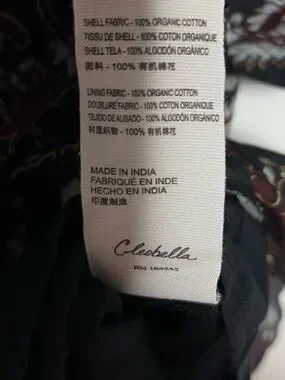 SHELL FABRIC - 100% ORGANIC COTTON
TISSU DE SHELL - 100% COTON ORGANIQUE
SHELL TELA - 100% ALGODÓN ORGÁNICO
面料 - 100% 有机棉花
LINING FABRIC - 100% ORGANIC COTTON
DOUBLURE FABRIC - 100% COTON ORGANIQUE
TEJIDO DE ALISADO - 100% ALGODÓN ORGÁNICO
衬里织物 - 100% 有机棉花
MADE IN INDIA
FABRIQUÉ EN INDE
HECHO EN INDIA
印度制造
Cleobella
RN 164243